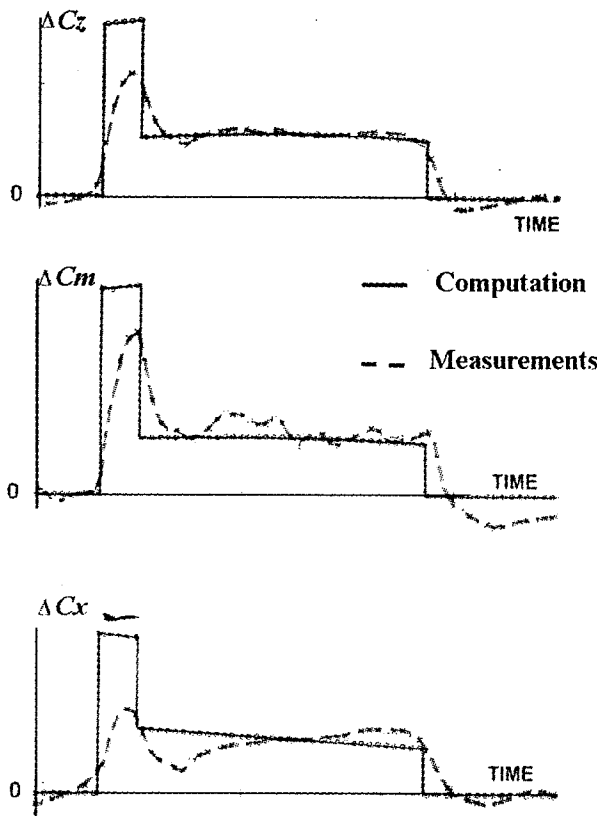 ΔCz
0
TIME
ΔCm
Computation
Measurements
0
TIME
ΔCx
0
TIME